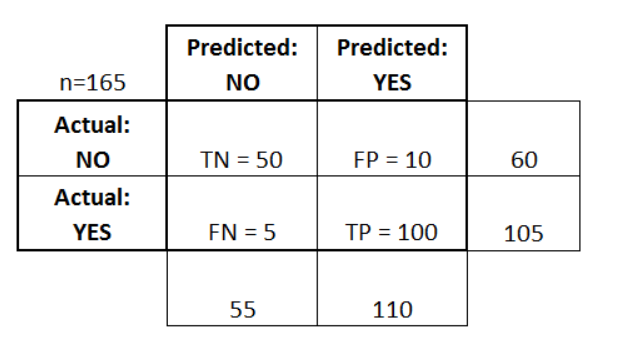 Predicted: Predicted:
n=165 NO YES
Actual:
NO TN = 50 FP = 10 60
Actual:
YES FN = 5 TP = 100 105
55 110